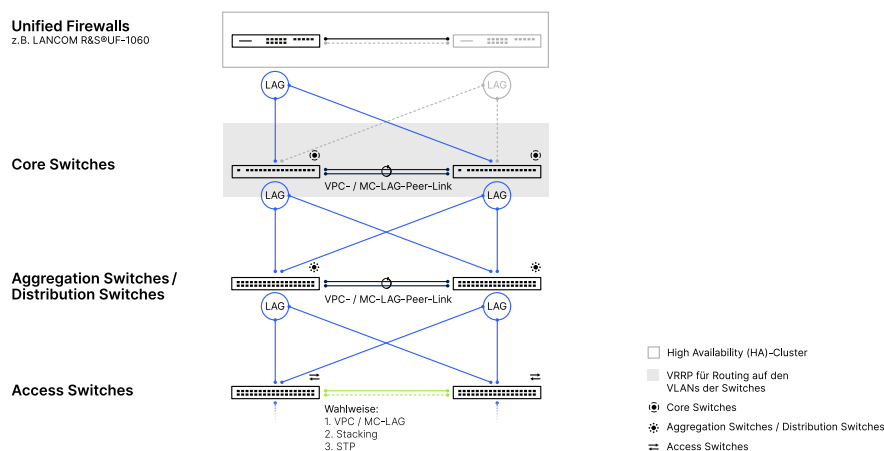 Unified Firewalls
z.B. LANCOM R&S®UF-1060
LAG
LAG
Core Switches
VPC- / MC-LAG-Peer-Link
LAG
LAG
Aggregation Switches /
Distribution Switches
VPC- / MC-LAG-Peer-Link
LAG
LAG
Access Switches
Wahlweise:
1. VPC / MC-LAG
2. Stacking
3. STP
High Availability (HA)-Cluster
VRRP für Routing auf den
VLANs der Switches
Core Switches
Aggregation Switches / Distribution Switches
Access Switches